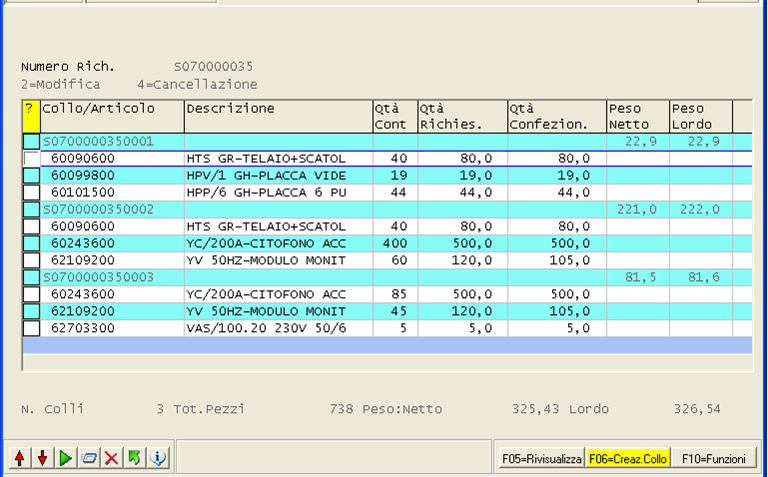 Numero Rich. S070000035
2=Modifica 4=Cancellazione
? Collo/Articolo Descrizione Qtà Cont Qtà Richies. Qtà Confezion. Peso Netto Peso Lordo
S0700000350001 22,9 22,9
60090600 HTS GR-TELAIO+SCATOL 40 80,0 80,0
60099800 HPV/1 GH-PLACCA VIDE 19 19,0 19,0
60101500 HPP/6 GH-PLACCA 6 PU 44 44,0 44,0
S0700000350002 221,0 222,0
60090600 HTS GR-TELAIO+SCATOL 40 80,0 80,0
60243600 YC/200A-CITOFONO ACC 400 500,0 500,0
62109200 YV 50HZ-MODULO MONIT 60 120,0 105,0
S0700000350003 81,5 81,6
60243600 YC/200A-CITOFONO ACC 85 500,0 500,0
62109200 YV 50HZ-MODULO MONIT 45 120,0 105,0
62703300 VAS/100.20 230V 50/6 5 5,0 5,0
N. Colli 3 Tot.Pezzi 738 Peso:Netto 325,43 Lordo 326,54
F05=Rivisualizza F06=Creaz.Collo F10=Funzioni